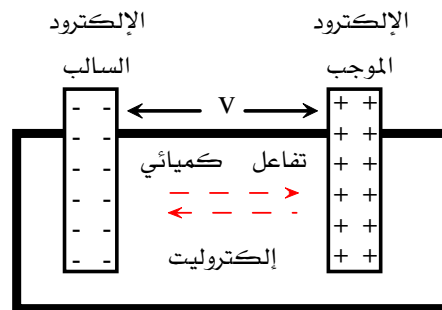 الإلكترود
السالب
الإلكترود
الموجب
V
تفاعل كميائي
إلكتروليت
- -
- -
- -
- -
- -
- -
+ +
+ +
+ +
+ +
+ +
+ +